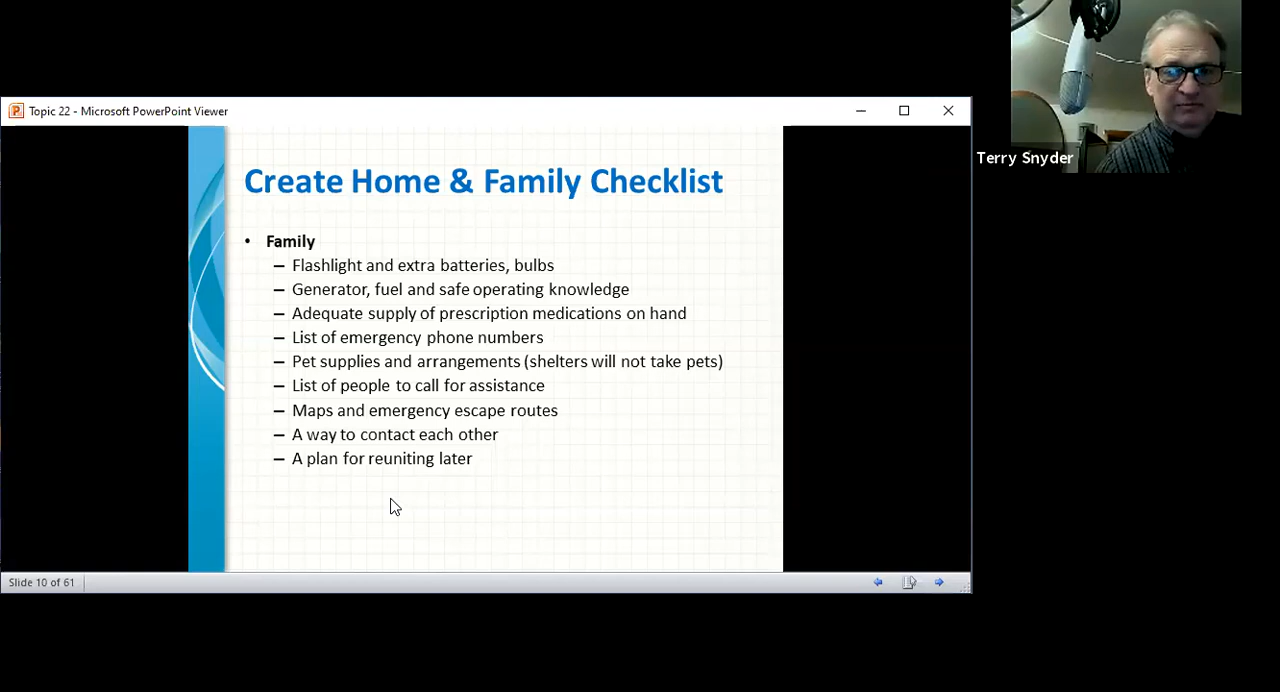 Topic 22 - Microsoft PowerPoint Viewer
Terry Snyder
Create Home & Family Checklist
• Family
– Flashlight and extra batteries, bulbs
– Generator, fuel and safe operating knowledge
– Adequate supply of prescription medications on hand
– List of emergency phone numbers
– Pet supplies and arrangements (shelters will not take pets)
– List of people to call for assistance
– Maps and emergency escape routes
– A way to contact each other
– A plan for reuniting later
Slide 10 of 61